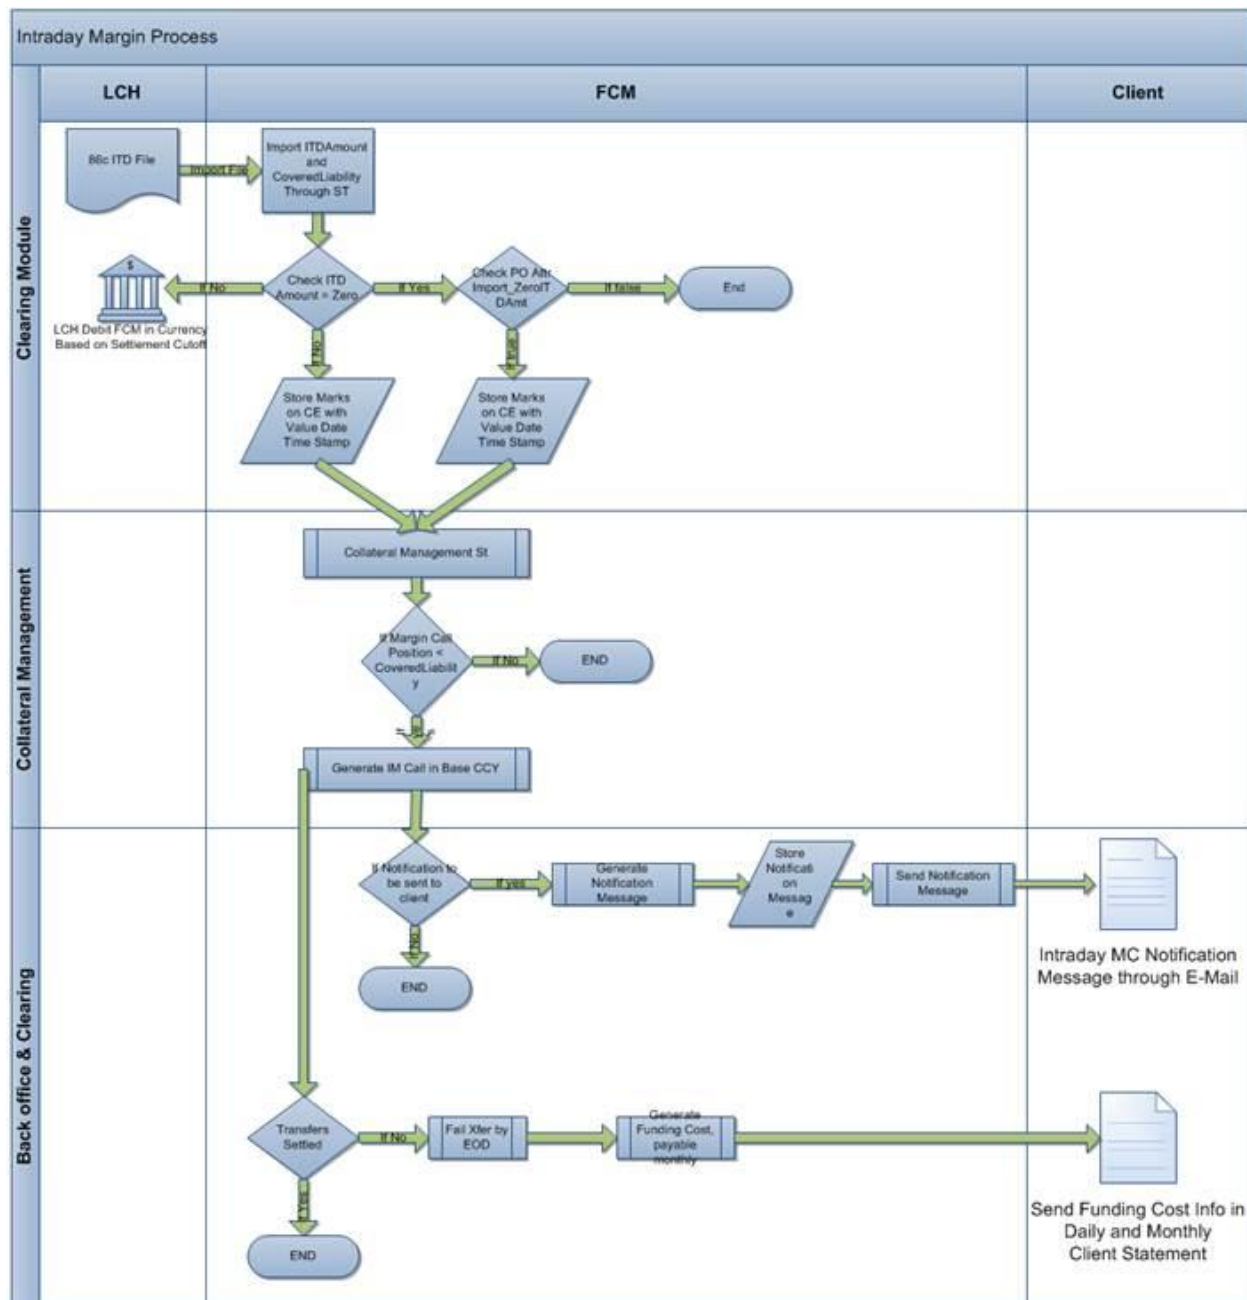 Intraday Margin Process
LCH
FCM
Client
Clearing Module
86c ITD File
Import File
Import ITDAmount
and
CoveredLiability
Through ST
Check ITD
Amount = Zero
If No
If Yes
Check PO Attr
Import_ZeroIT
DAmt
If false
End
LCH Debit FCM in Currency
Based on Settlement Cutoff
If No
If true
Store Marks
on CE with
Value Date
Time Stamp
Store Marks
on CE with
Value Date
Time Stamp
Collateral Management
Collateral Management St
If Margin Call
Position <
CoveredLiabilit
y
If No
END
Generate IM Call in Base CCY
Back office & Clearing
If Notification to
be sent to
client
If yes
Generate
Notification
Message
Store
Notificati
on
Messag
e
Send Notification
Message
If No
END
Intraday MC Notification
Message through E-Mail
Transfers
Settled
If No
Fail Xfer by
EOD
Generate
Funding Cost,
payable
monthly
If Yes
END
Send Funding Cost Info in
Daily and Monthly
Client Statement